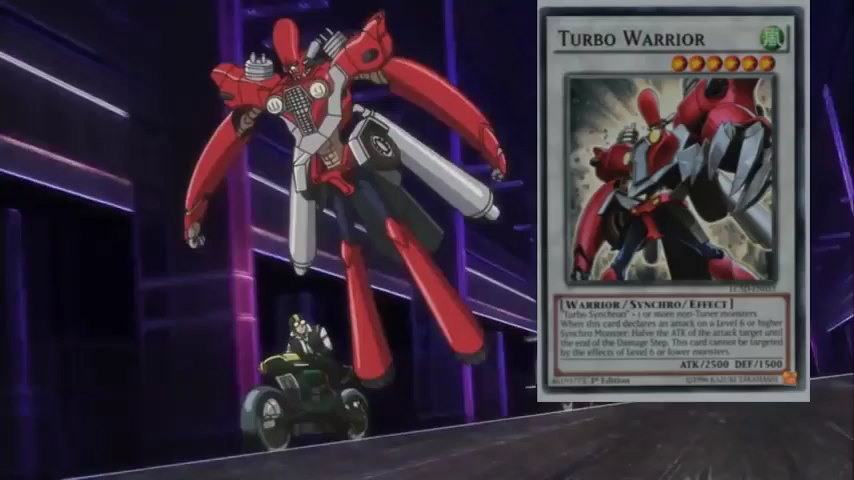 TURBO WARRIOR
風
LC5D-EN033
[WARRIOR/SYNCHRO/EFFECT]
"Turbo Synchron" + 1 or more non-Tuner monsters
When this card declares an attack on a Level 6 or higher
Synchro Monster: Halve the ATK of the attack target until
the end of the Damage Step. This card cannot be targeted
by the effects of Level 6 or lower monsters.
ATK/2500 DEF/1500
1st Edition ©1996 KAZUKI TAKAHASHI